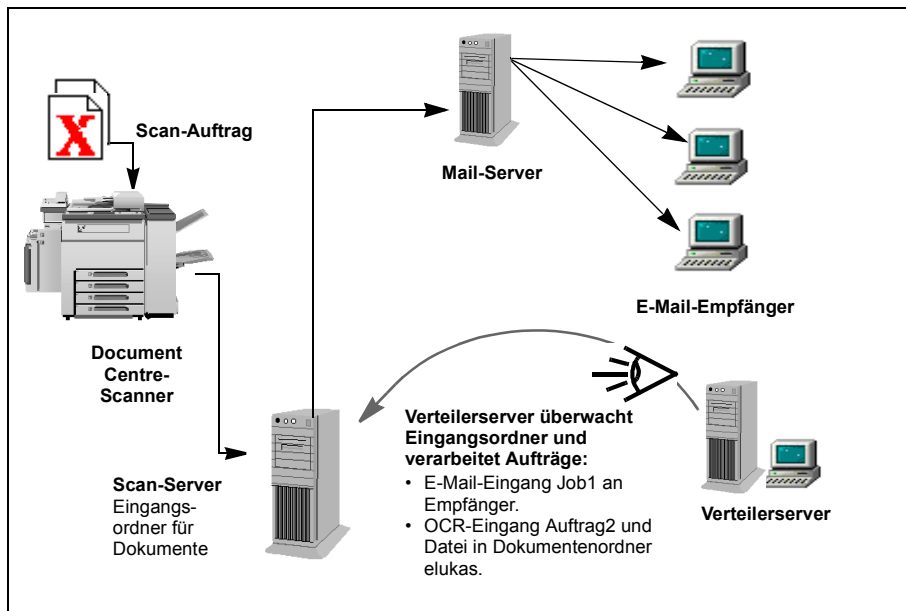 X
Scan-Auftrag
Mail-Server
E-Mail-Empfänger
Document
Centre-
Scanner
Scan-Server
Eingangs-
ordner für
Dokumente
Verteilerserver überwacht
Eingangsordner und
verarbeitet Aufträge:
• E-Mail-Eingang Job1 an
Empfänger.
• OCR-Eingang Auftrag2 und
Datei in Dokumentenordner
elukas.
Verteilerserver